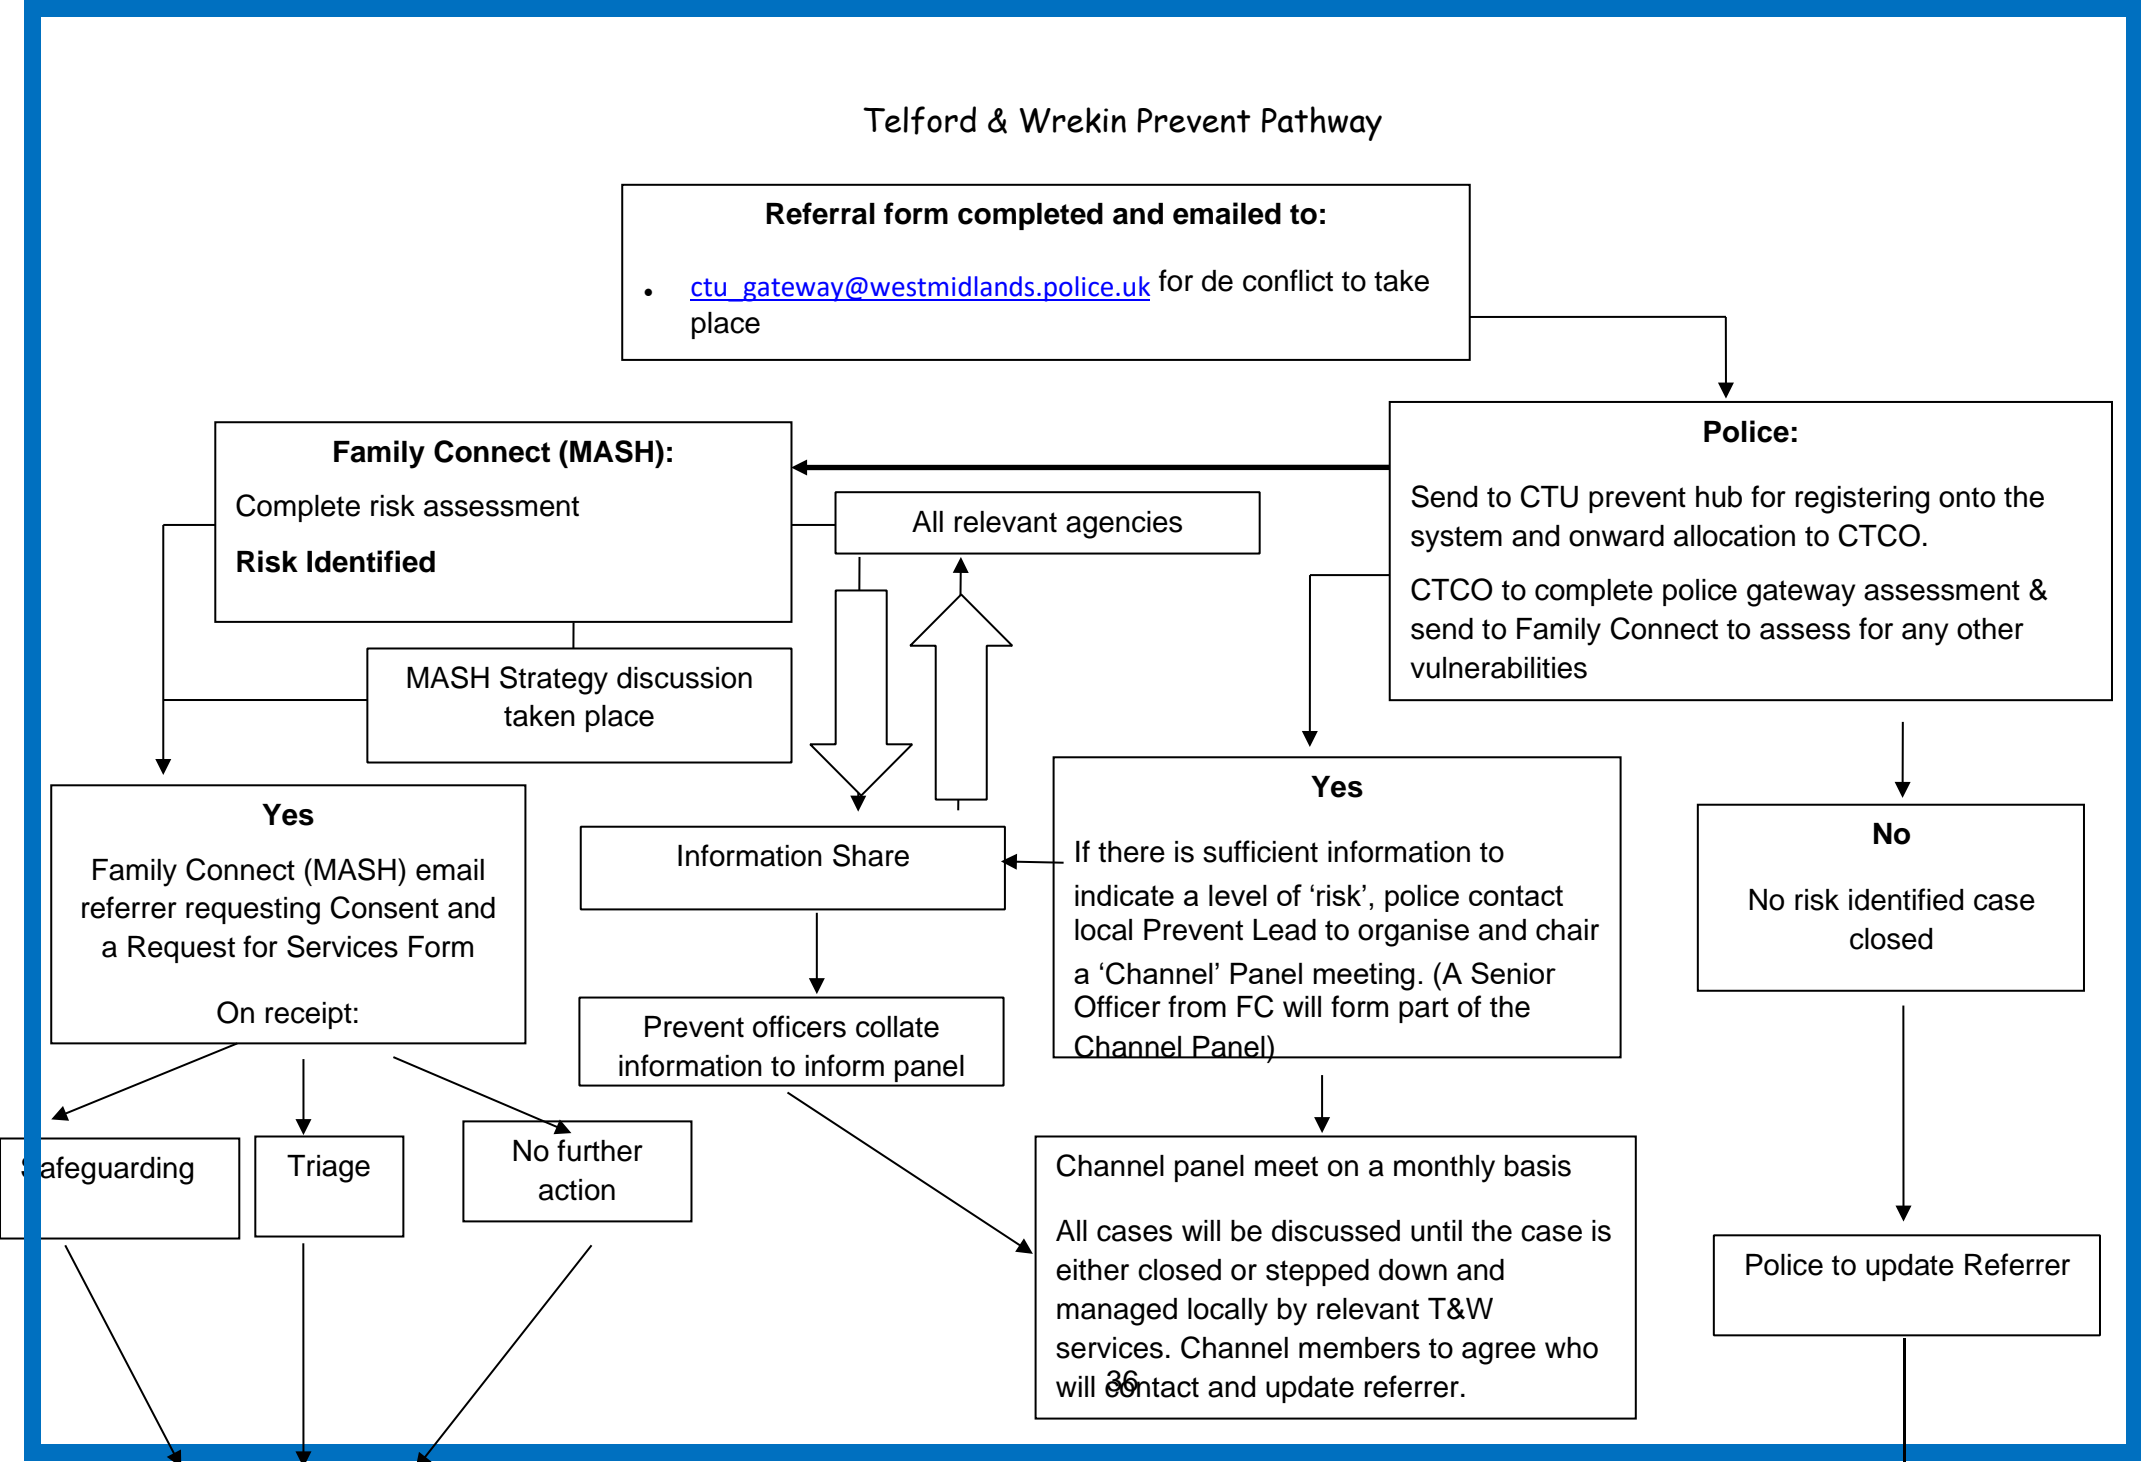 Telford & Wrekin Prevent Pathway
Referral form completed and emailed to:
• ctu_gateway@westmidlands.police.uk for de conflict to take
place
Family Connect (MASH):
Complete risk assessment
Risk Identified
All relevant agencies
Police:
Send to CTU prevent hub for registering onto the
system and onward allocation to CTCO.
CTCO to complete police gateway assessment &
send to Family Connect to assess for any other
vulnerabilities
MASH Strategy discussion
taken place
Yes
Family Connect (MASH) email
referrer requesting Consent and
a Request for Services Form
On receipt:
Information Share
Yes
If there is sufficient information to
indicate a level of ‘risk’, police contact
local Prevent Lead to organise and chair
a ‘Channel’ Panel meeting. (A Senior
Officer from FC will form part of the
Channel Panel)
No
No risk identified case
closed
Prevent officers collate
information to inform panel
Safeguarding
Triage
No further
action
Channel panel meet on a monthly basis
All cases will be discussed until the case is
either closed or stepped down and
managed locally by relevant T&W
services. Channel members to agree who
will contact and update referrer.
Police to update Referrer
36